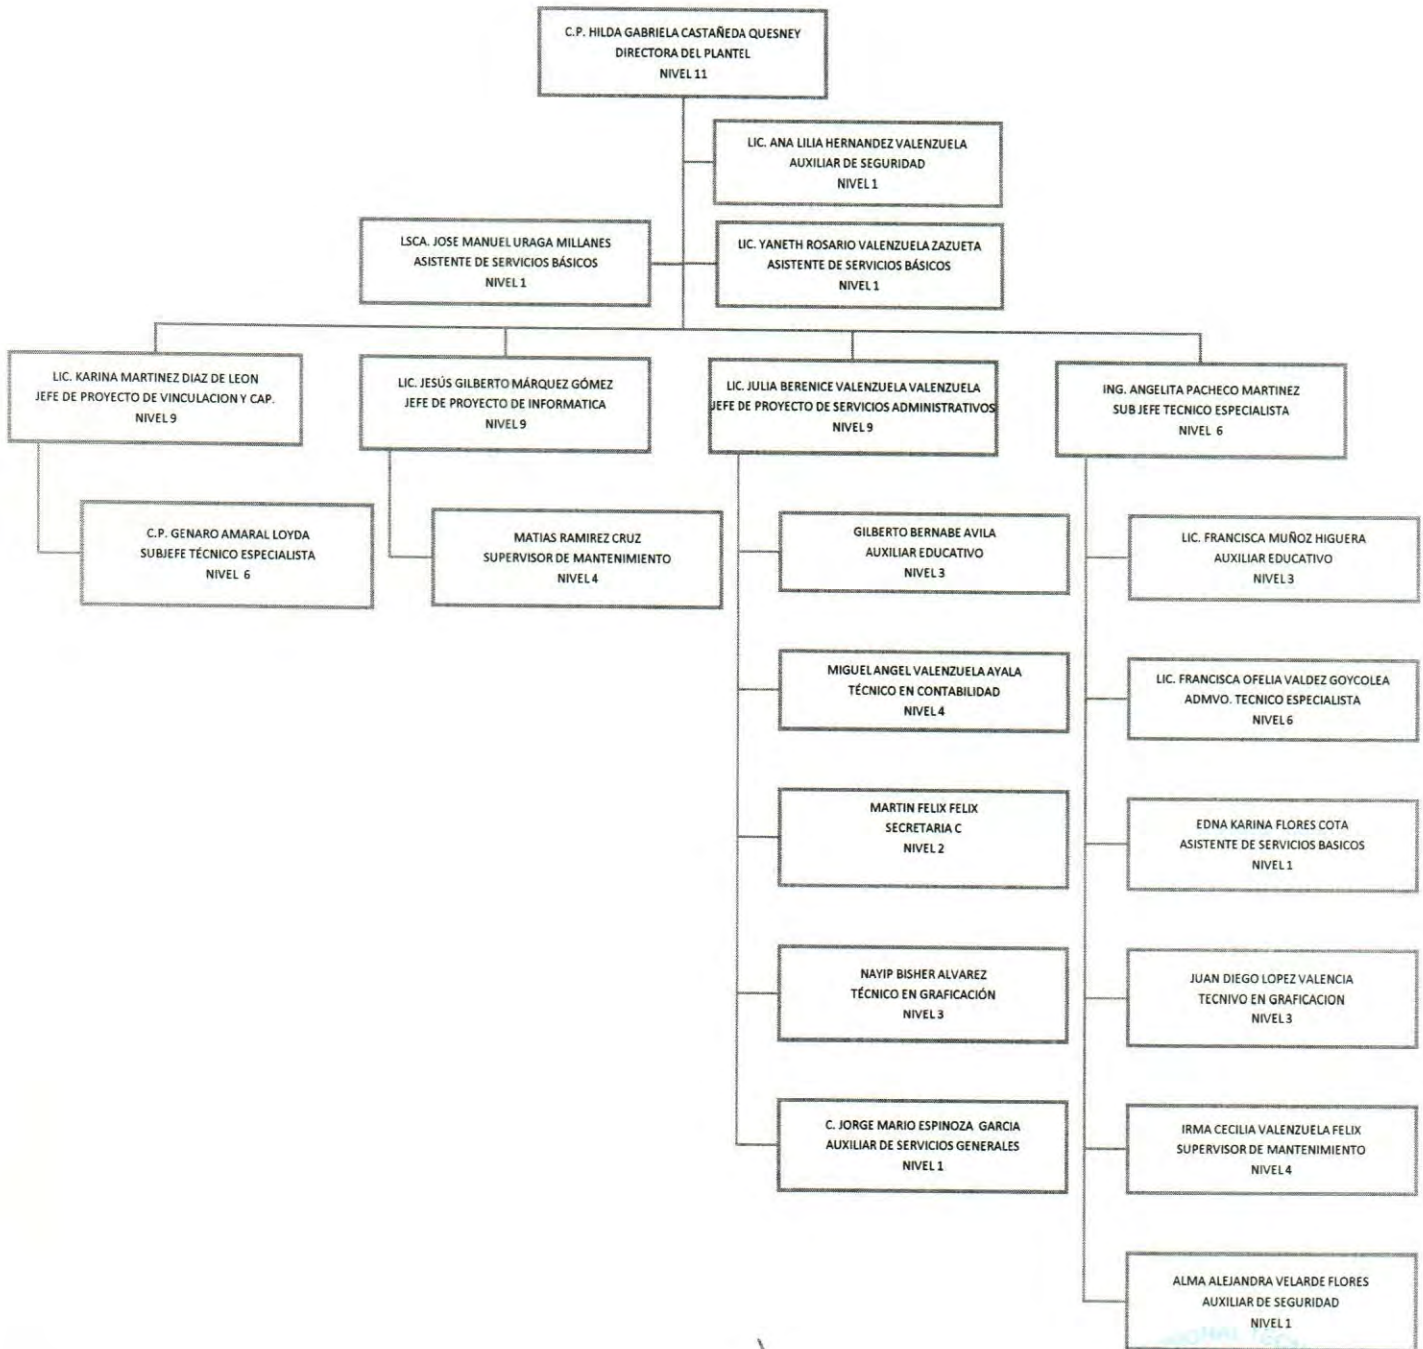 C.P. HILDA GABRIELA CASTAÑEDA QUESNEY
DIRECTORA DEL PLANTEL
NIVEL 11
LIC. ANA LILIA HERNANDEZ VALENZUELA
AUXILIAR DE SEGURIDAD
NIVEL 1
LSCA. JOSE MANUEL URAGA MILLANES
ASISTENTE DE SERVICIOS BÁSICOS
NIVEL 1
LIC. YANETH ROSARIO VALENZUELA ZAZUETA
ASISTENTE DE SERVICIOS BÁSICOS
NIVEL 1
LIC. KARINA MARTINEZ DIAZ DE LEON
JEFE DE PROYECTO DE VINCULACION Y CAP.
NIVEL 9
LIC. JESÚS GILBERTO MÁRQUEZ GÓMEZ
JEFE DE PROYECTO DE INFORMATICA
NIVEL 9
LIC. JULIA BERENICE VALENZUELA VALENZUELA
JEFE DE PROYECTO DE SERVICIOS ADMINISTRATIVOS
NIVEL 9
ING. ANGELITA PACHECO MARTINEZ
SUB JEFE TECNICO ESPECIALISTA
NIVEL 6
C.P. GENARO AMARAL LOYDA
SUBJEFE TÉCNICO ESPECIALISTA
NIVEL 6
MATIAS RAMIREZ CRUZ
SUPERVISOR DE MANTENIMIENTO
NIVEL 4
GILBERTO BERNABE AVILA
AUXILIAR EDUCATIVO
NIVEL 3
LIC. FRANCISCA MUÑOZ HIGUERA
AUXILIAR EDUCATIVO
NIVEL 3
MIGUEL ANGEL VALENZUELA AYALA
TÉCNICO EN CONTABILIDAD
NIVEL 4
LIC. FRANCISCA OFELIA VALDEZ GOYCOLEA
ADMVO. TECNICO ESPECIALISTA
NIVEL 6
MARTIN FELIX FELIX
SECRETARIA C
NIVEL 2
EDNA KARINA FLORES COTA
ASISTENTE DE SERVICIOS BASICOS
NIVEL 1
NAYIP BISHER ALVAREZ
TÉCNICO EN GRAFICACIÓN
NIVEL 3
JUAN DIEGO LOPEZ VALENCIA
TECNIVO EN GRAFICACION
NIVEL 3
C. JORGE MARIO ESPINOZA GARCIA
AUXILIAR DE SERVICIOS GENERALES
NIVEL 1
IRMA CECILIA VALENZUELA FELIX
SUPERVISOR DE MANTENIMIENTO
NIVEL 4
ALMA ALEJANDRA VELARDE FLORES
AUXILIAR DE SEGURIDAD
NIVEL 1